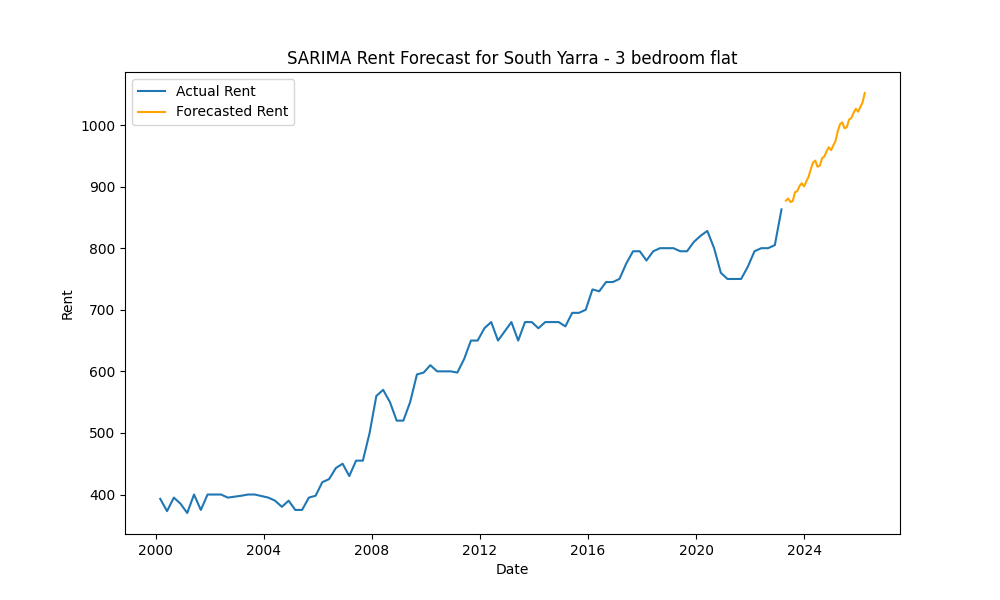 SARIMA Rent Forecast for South Yarra - 3 bedroom flat
Actual Rent
Forecasted Rent
1000
900
800
700
600
500
400
Rent
2000 2004 2008 2012 2016 2020 2024
Date